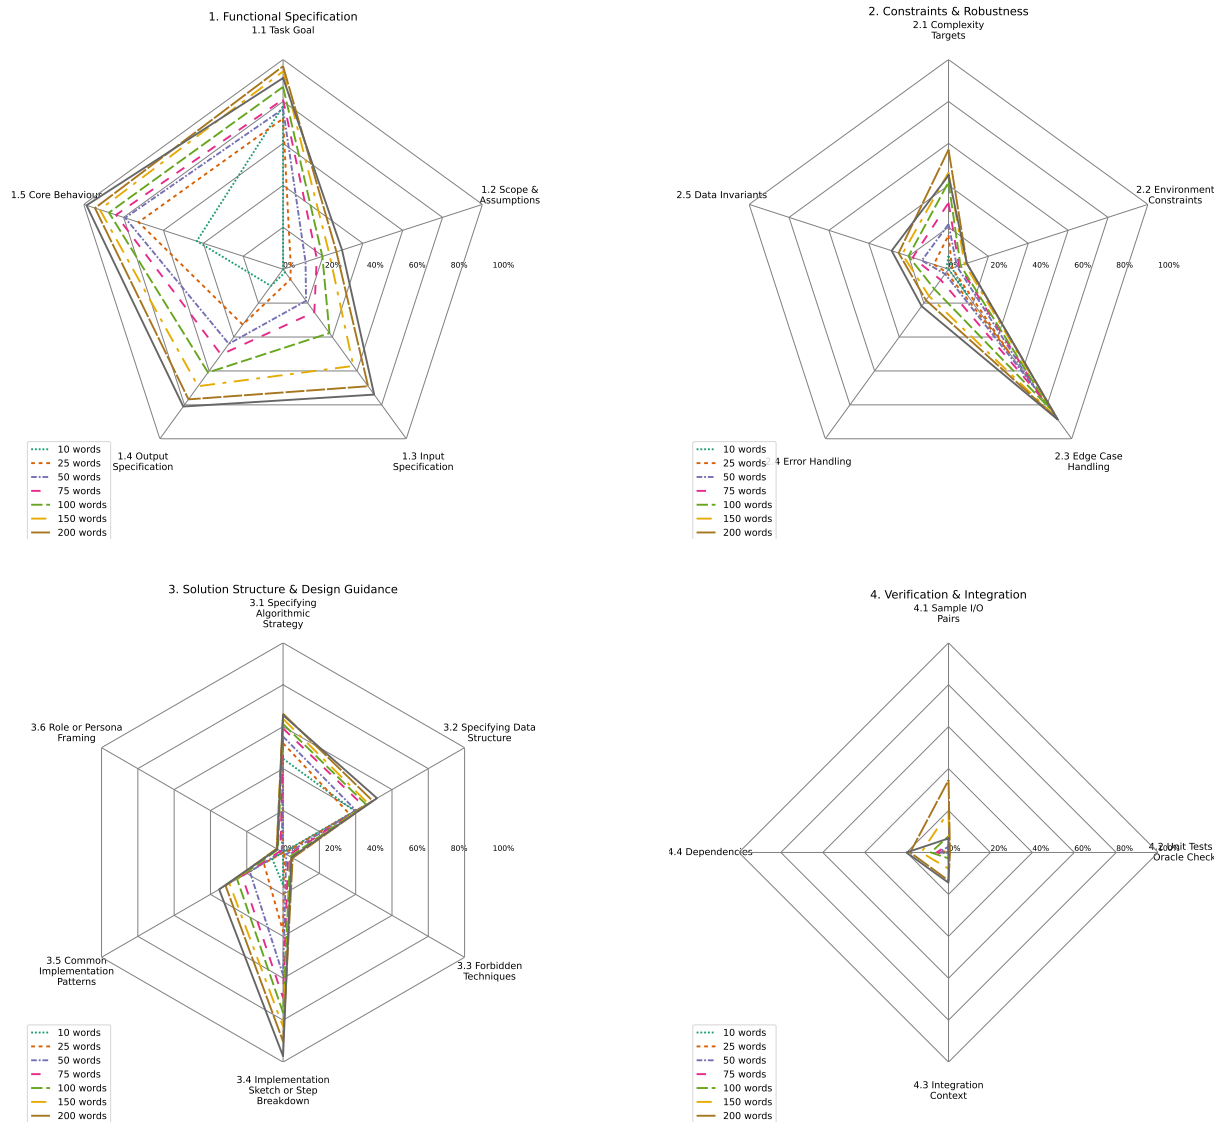 1. Functional Specification
1.1 Task Goal
1.2 Scope &
Assumptions
1.3 Input
Specification
1.4 Output
Specification
1.5 Core Behaviour
0%
20%
40%
60%
80%
100%
10 words
25 words
50 words
75 words
100 words
150 words
200 words
2. Constraints & Robustness
2.1 Complexity
Targets
2.2 Environment
Constraints
2.3 Edge Case
Handling
.4 Error Handling
2.5 Data Invariants
0%
20%
40%
60%
80%
100%
10 words
25 words
50 words
75 words
100 words
150 words
200 words
3. Solution Structure & Design Guidance
3.1 Specifying
Algorithmic
Strategy
3.2 Specifying Data
Structure
3.3 Forbidden
Techniques
3.4 Implementation
Sketch or Step
Breakdown
3.5 Common
Implementation
Patterns
3.6 Role or Persona
Framing
0%
20%
40%
60%
80%
100%
10 words
25 words
50 words
75 words
100 words
150 words
200 words
4. Verification & Integration
4.1 Sample I/O
Pairs
4.2 Unit Tests
Oracle Check
4.3 Integration
Context
4.4 Dependencies
0%
20%
40%
60%
80%
100%
10 words
25 words
50 words
75 words
100 words
150 words
200 words